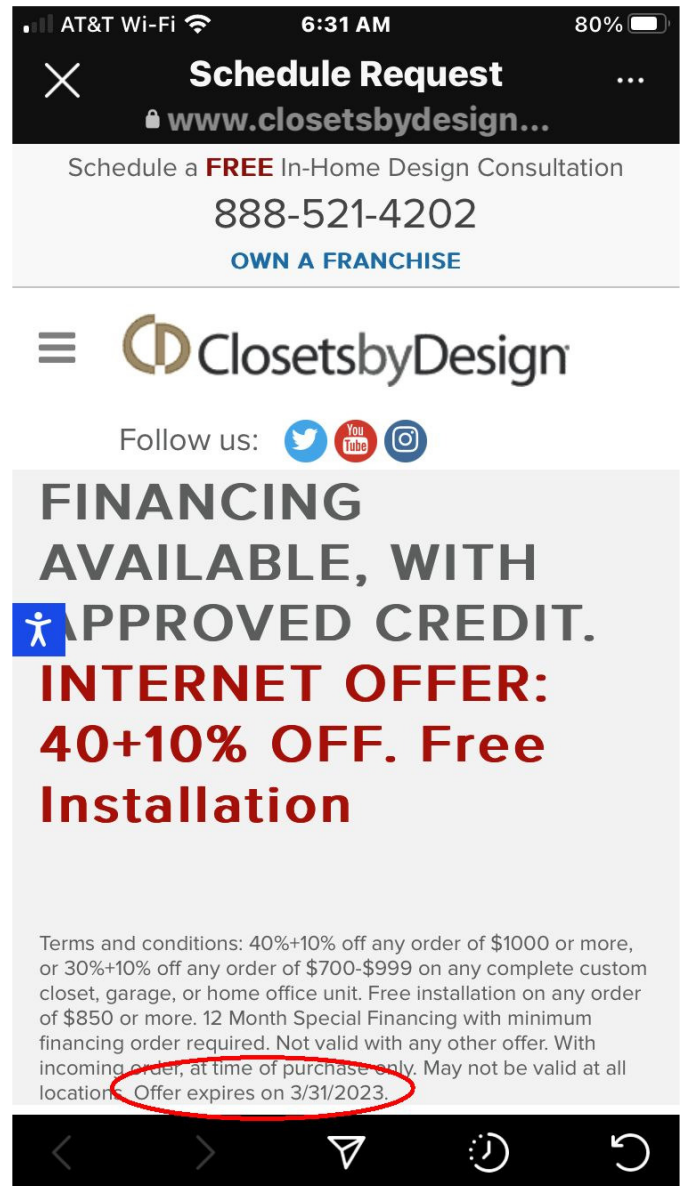 AT&T Wi-Fi 6:31 AM 80%
Schedule Request
www.closetsbydesign...
Schedule a FREE In-Home Design Consultation
888-521-4202
OWN A FRANCHISE
CD ClosetsbyDesign
Follow us: You Tube
FINANCING
AVAILABLE, WITH
APPROVED CREDIT.
INTERNET OFFER:
40+10% OFF. Free
Installation
Terms and conditions: 40%+10% off any order of $1000 or more,
or 30%+10% off any order of $700-$999 on any complete custom
closet, garage, or home office unit. Free installation on any order
of $850 or more. 12 Month Special Financing with minimum
financing order required. Not valid with any other offer. With
incoming order, at time of purchase only. May not be valid at all
locations. Offer expires on 3/31/2023.